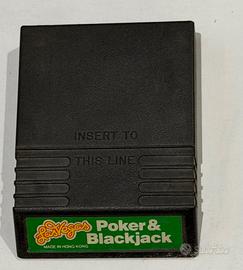 INSERT TO
THIS LINE
Las Vegas
Poker &
Blackjack
MADE IN HONG KONG